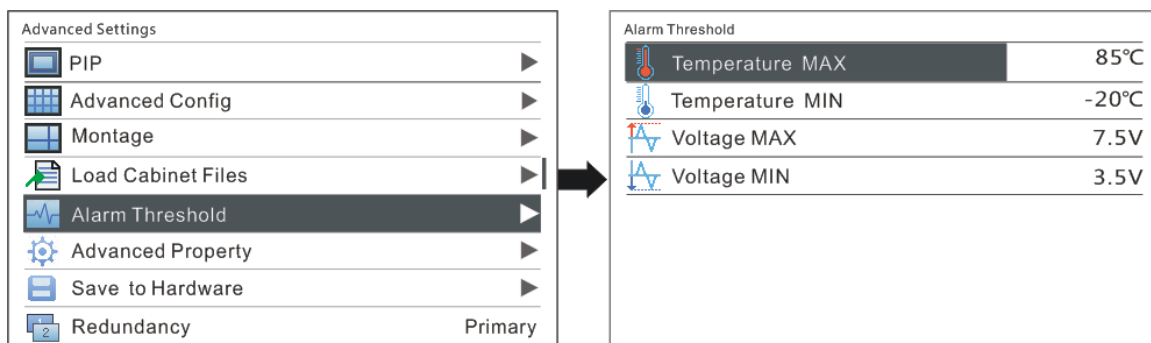 Advanced Settings
PIP
Advanced Config
Montage
Load Cabinet Files
Alarm Threshold
Advanced Property
Save to Hardware
2
Redundancy Primary
Alarm Threshold
Temperature MAX 85℃
Temperature MIN -20℃
Voltage MAX 7.5V
Voltage MIN 3.5V